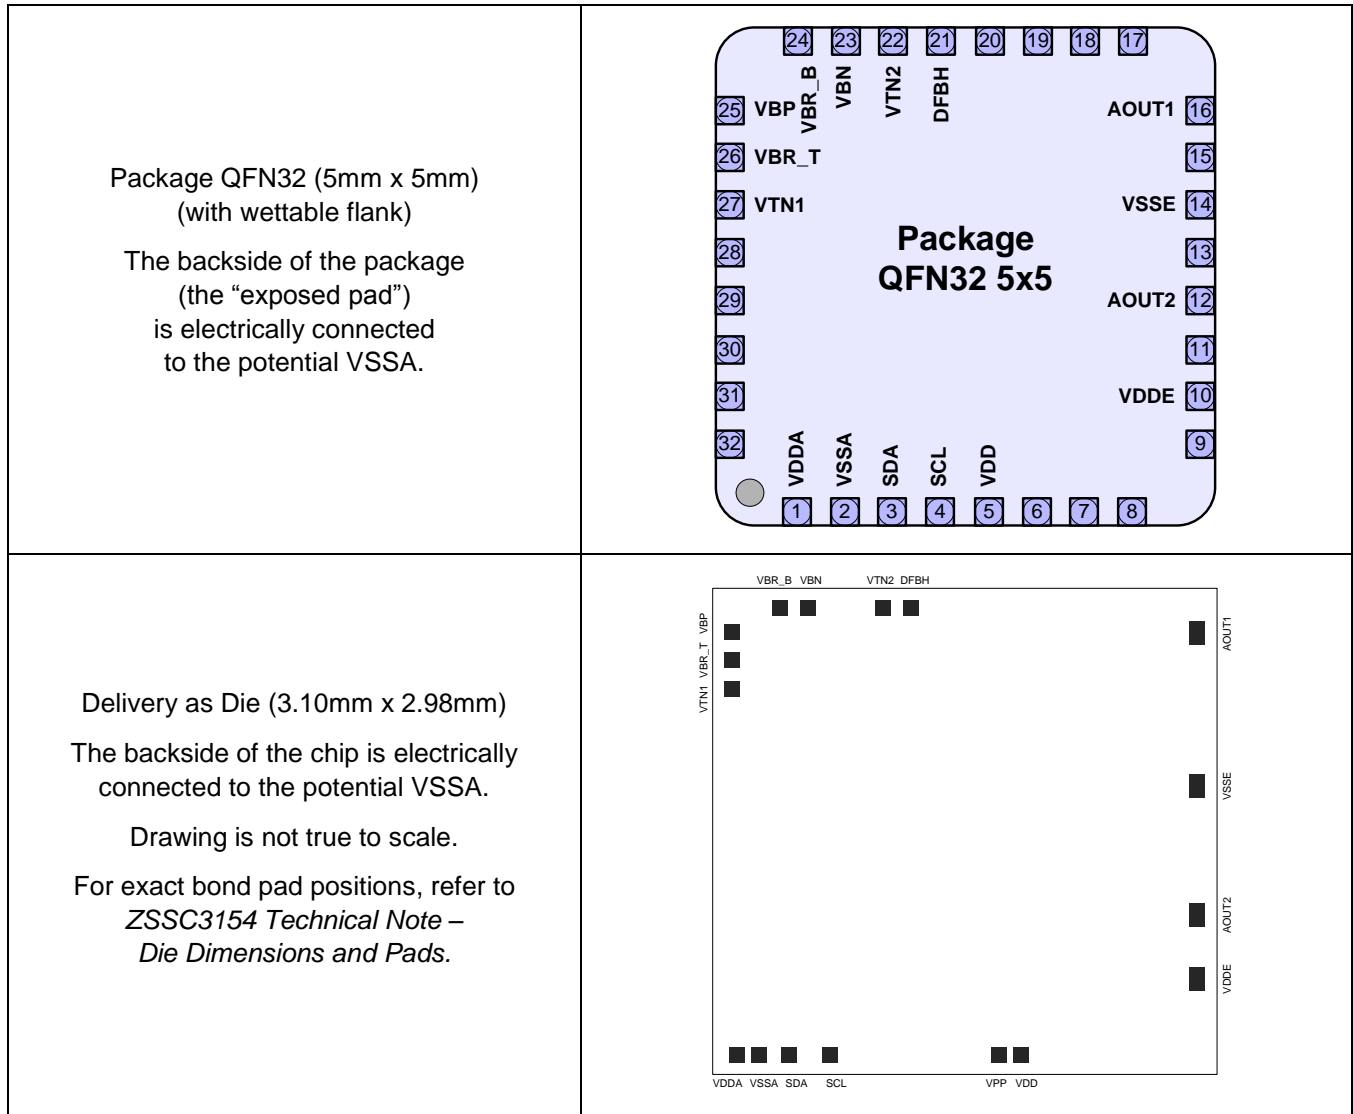 Package QFN32 (5mm x 5mm)
(with wettable flank)
The backside of the package
(the “exposed pad”)
is electrically connected
to the potential VSSA.
24 23 22 21 20 19 18 17
VBR_B VBN VTN2 DFBH
25 VBP
26 VBR_T
27 VTN1
28
29
30
31
32
AOUT1 16
15
VSSE 14
13
AOUT2 12
11
VDDE 10
9
Package
QFN32 5x5
VDDA VSSA SDA SCL VDD
1 2 3 4 5 6 7 8
Delivery as Die (3.10mm x 2.98mm)
The backside of the chip is electrically
connected to the potential VSSA.
Drawing is not true to scale.
For exact bond pad positions, refer to
ZSSC3154 Technical Note –
Die Dimensions and Pads.
VBR_B VBN VTN2 DFBH
VBP
VBR_T
VTN1
AOUT1
VSSE
AOUT2
VDDE
VDDA VSSA SDA SCL VPP VDD